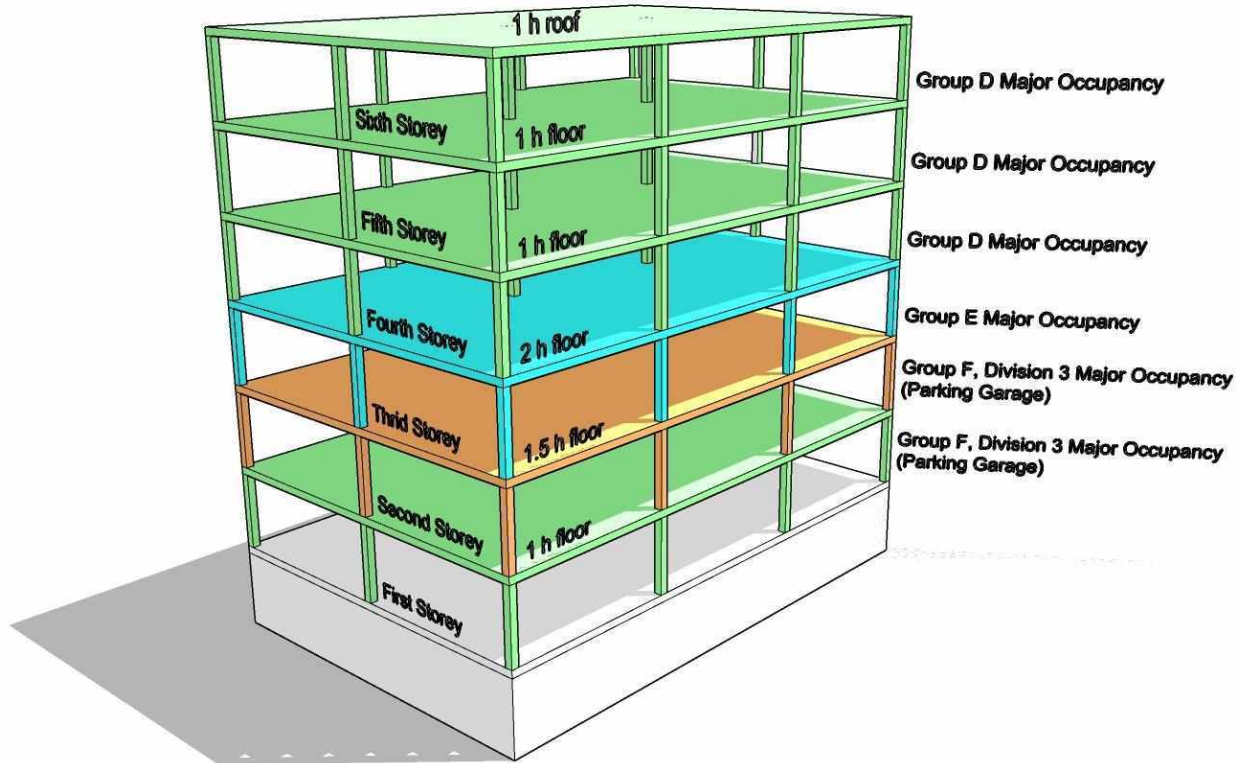 1 h roof
Group D Major Occupancy
Sixth Storey
1 h floor
Group D Major Occupancy
Fifth Storey
1 h floor
Group D Major Occupancy
Fourth Storey
2 h floor
Group E Major Occupancy
Thrid Storey
1.5 h floor
Group F, Division 3 Major Occupancy
(Parking Garage)
Second Storey
1 h floor
Group F, Division 3 Major Occupancy
(Parking Garage)
First Storey